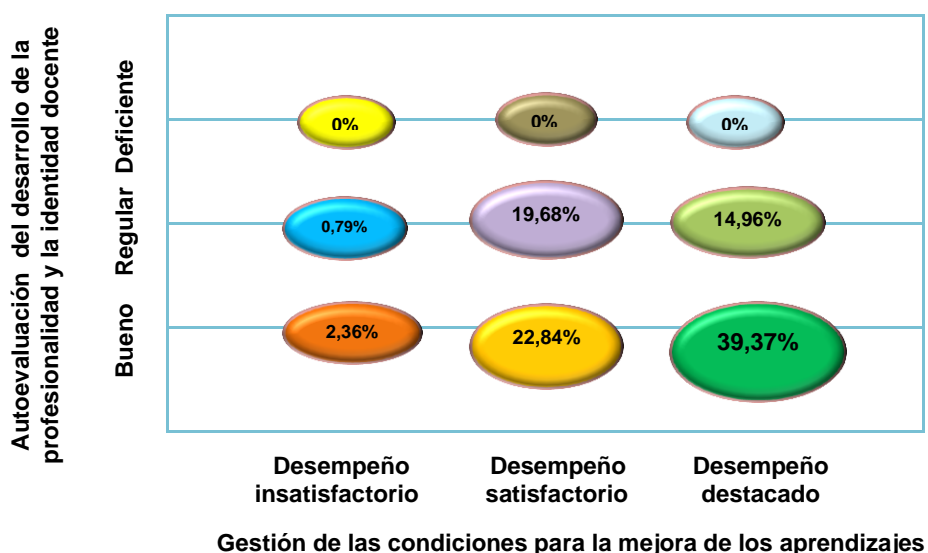 Autoevaluación del desarrollo de la
profesionalidad y la identidad docente
Deficiente
Regular
Bueno
0%
0%
0%
0,79%
19,68%
14,96%
2,36%
22,84%
39,37%
Desempeño
insatisfactorio
Desempeño
satisfactorio
Desempeño
destacado
Gestión de las condiciones para la mejora de los aprendizajes